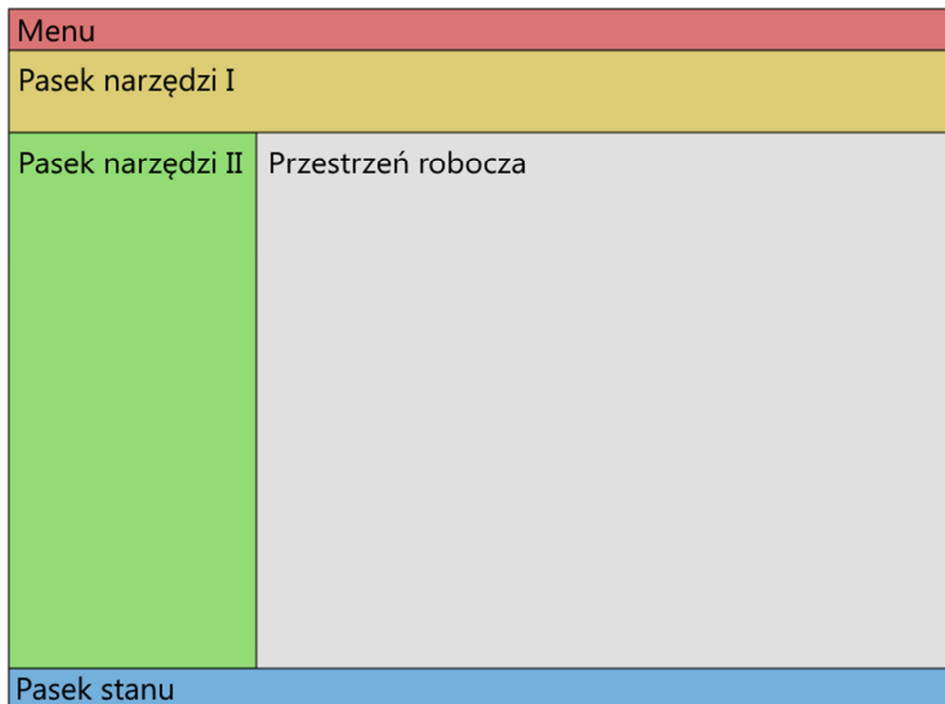 Menu
Pasek narzędzi I
Pasek narzędzi II
Przestrzeń robocza
Pasek stanu